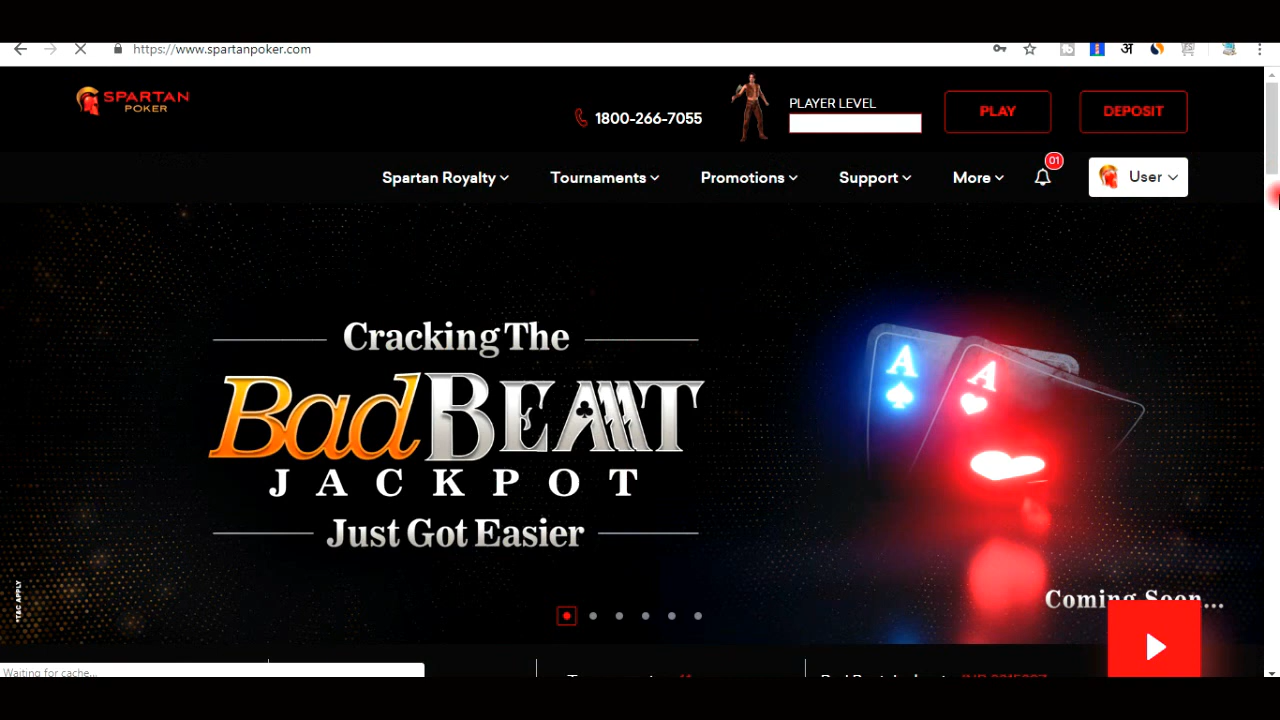 https://www.spartanpoker.com
अ
SPARTAN
POKER
1800-266-7055
PLAYER LEVEL
PLAY
DEPOSIT
Spartan Royalty
Tournaments
Promotions
Support
More
01
User
Cracking The
Bad BEAT
JACKPOT
Just Got Easier
A
A
*T&C APPLY
Coming Soon...
Waiting for cache...